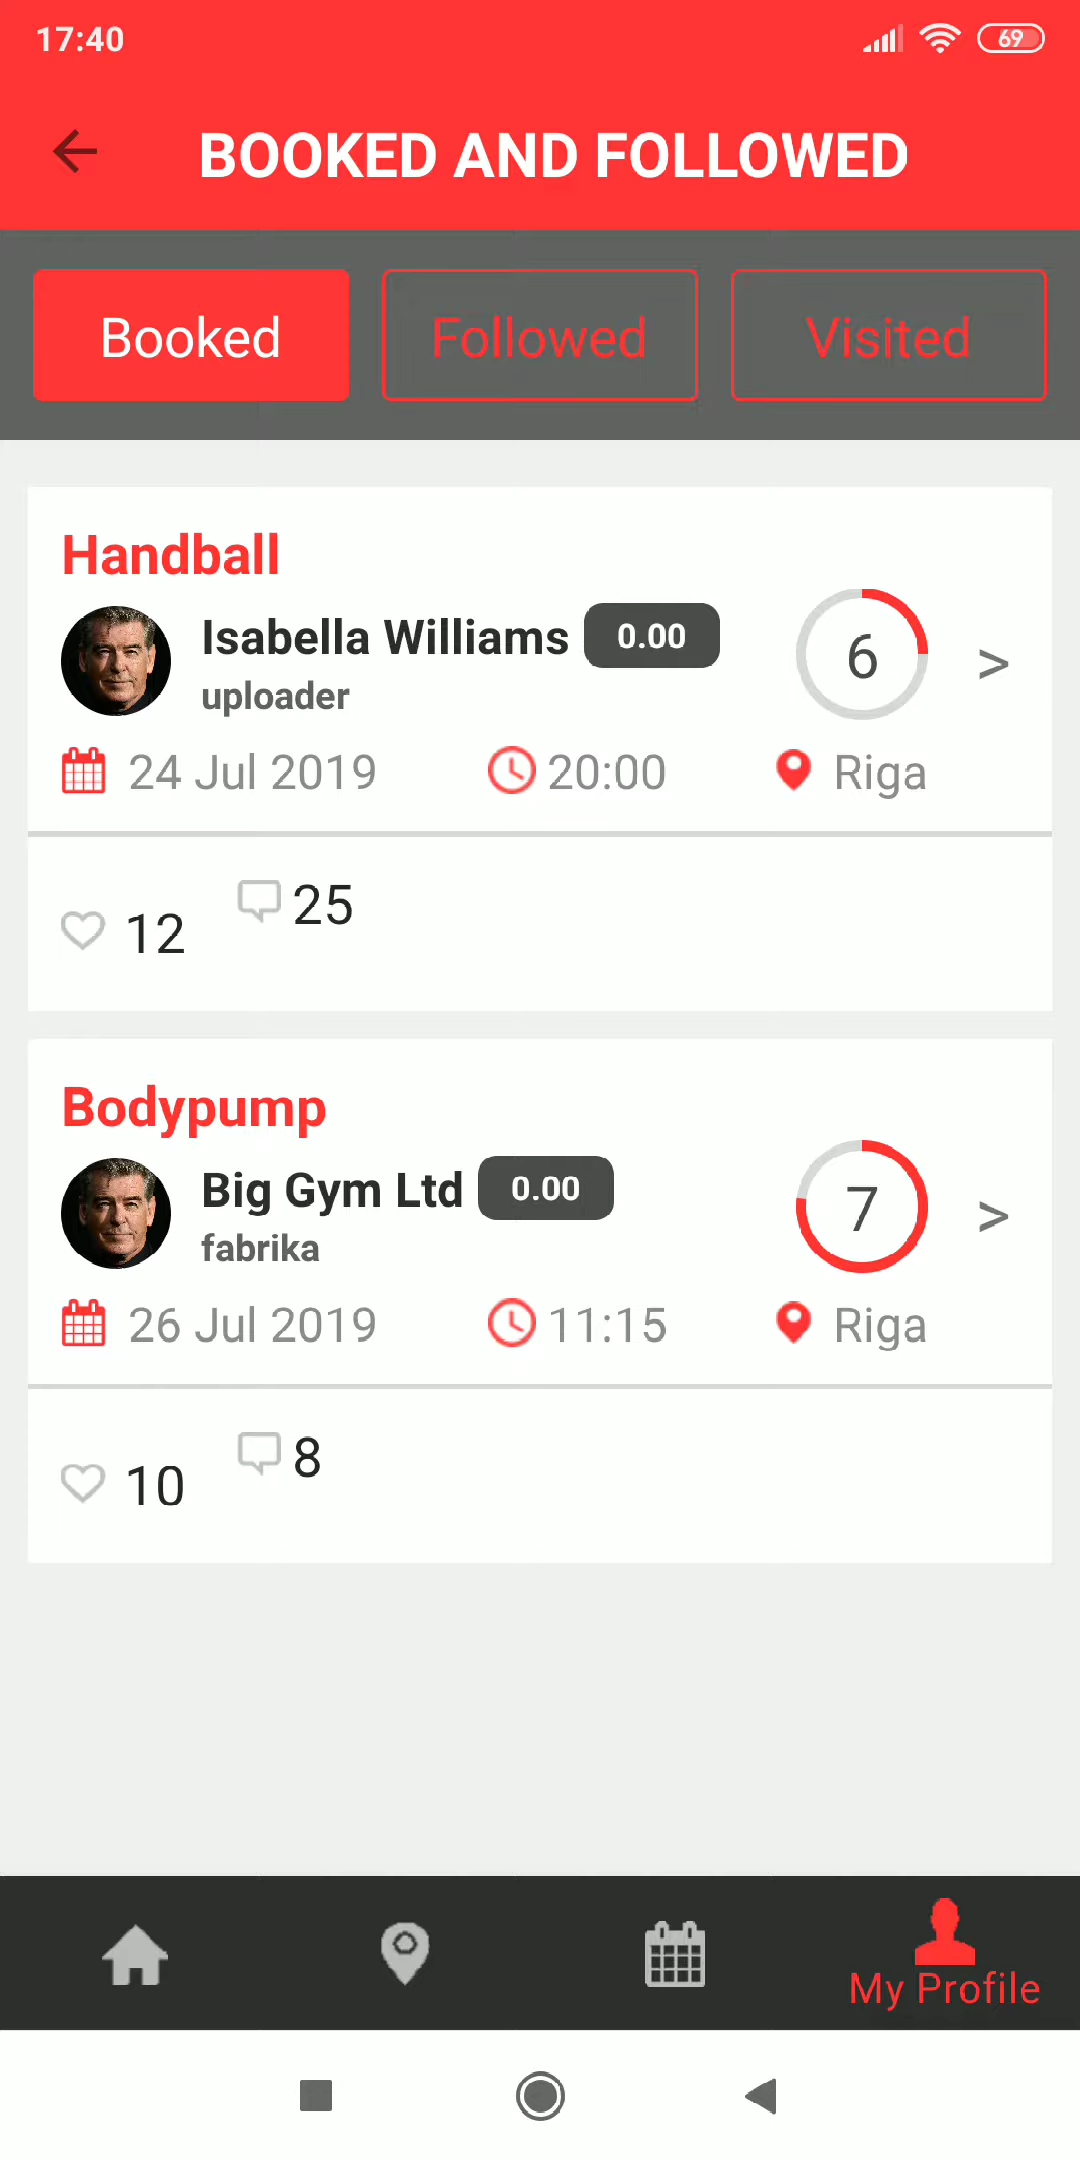 17:40
69
BOOKED AND FOLLOWED
Booked
Followed
Visited
Handball
Isabella Williams 0.00
uploader
6
>
24 Jul 2019
20:00
Riga
12
25
Bodypump
Big Gym Ltd 0.00
fabrika
7
>
26 Jul 2019
11:15
Riga
10
8
My Profile